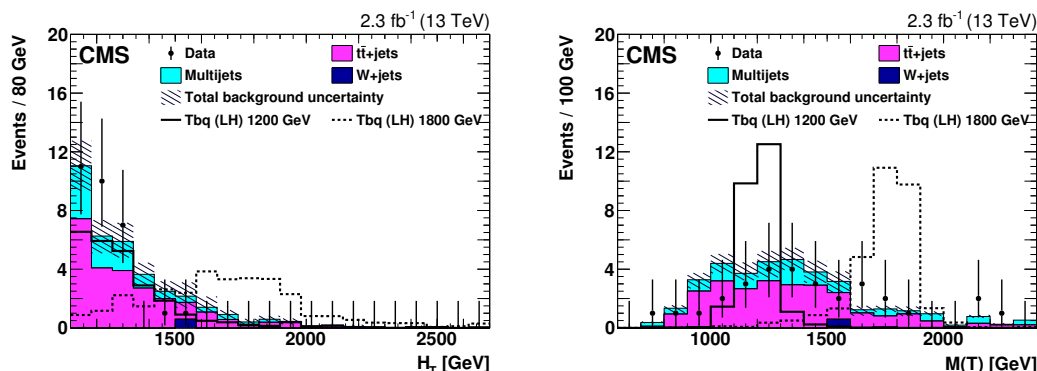 2.3 fb⁻¹ (13 TeV)
Events / 80 GeV
20
16
12
8
4
0
CMS
Data
tt̄+jets
Multijets
W+jets
Total background uncertainty
Tbq (LH) 1200 GeV
Tbq (LH) 1800 GeV
1500
2000
2500
H_T [GeV]
2.3 fb⁻¹ (13 TeV)
Events / 100 GeV
20
16
12
8
4
0
CMS
Data
tt̄+jets
Multijets
W+jets
Total background uncertainty
Tbq (LH) 1200 GeV
Tbq (LH) 1800 GeV
1000
1500
2000
M(T) [GeV]